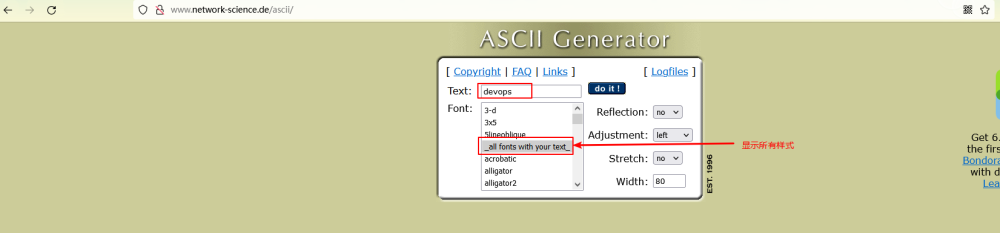 www.network-science.de/ascii/
ASCII Generator
[ Copyright | FAQ | Links ] [ Logfiles ]
Text: devops do it !
Font:
3-d
3x5
5lineoblique
_all fonts with your text_
acrobatic
alligator
alligator2
Reflection: no
Adjustment: left
Stretch: no
Width: 80
EST. 1996
显示所有样式
Get 6.
the first
Bondora
with d
Lea